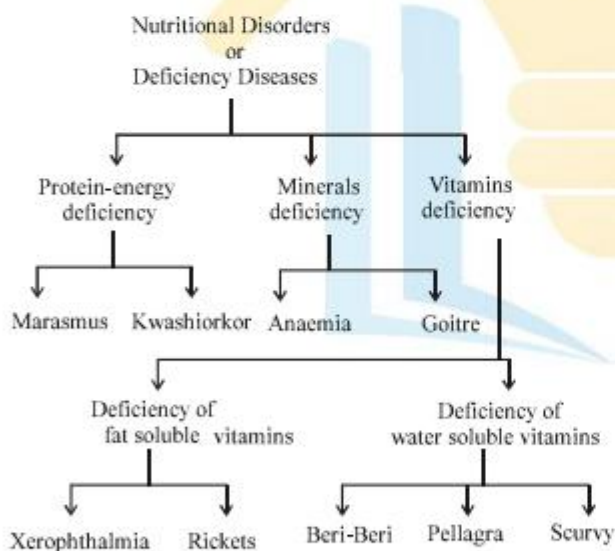 Nutritional Disorders
or
Deficiency Diseases
Protein-energy
deficiency
Minerals
deficiency
Vitamins
deficiency
Marasmus
Kwashiorkor
Anaemia
Goitre
Deficiency of
fat soluble vitamins
Deficiency of
water soluble vitamins
Xerophthalmia
Rickets
Beri-Beri
Pellagra
Scurvy